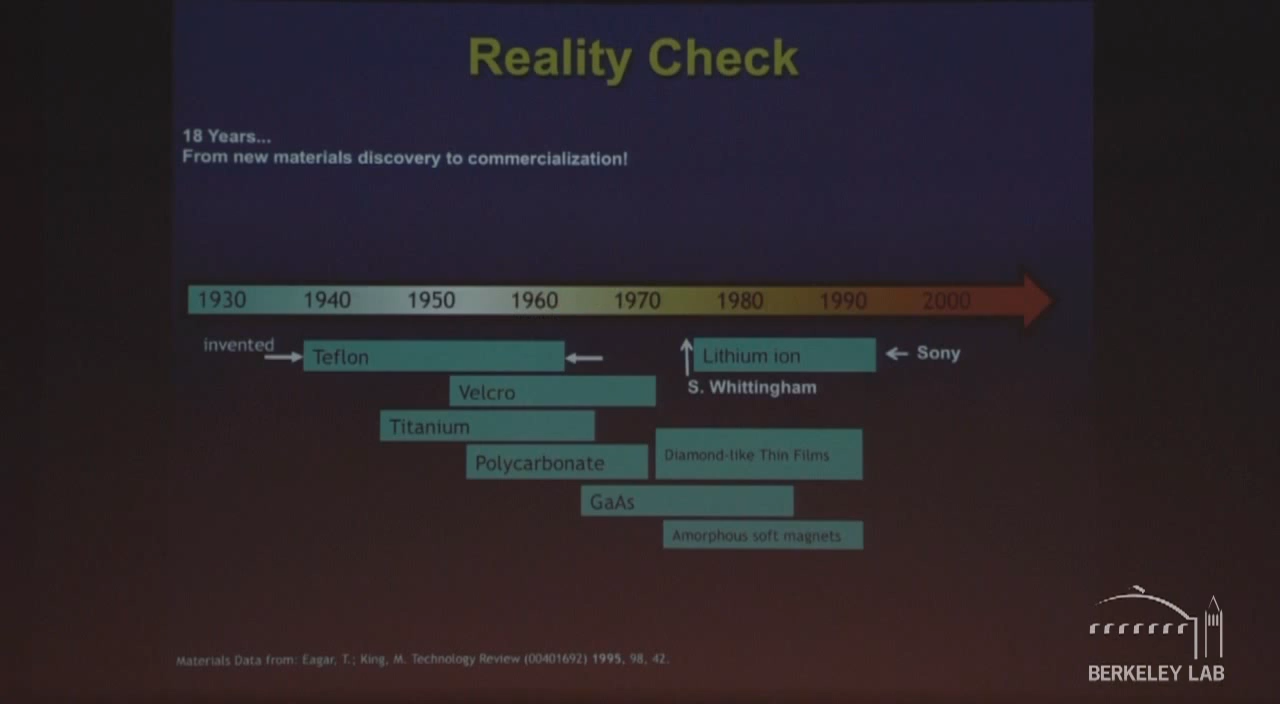 Reality Check
18 Years...
From new materials discovery to commercialization!
1930 1940 1950 1960 1970 1980 1990 2000
invented
Teflon
Lithium ion
Sony
S. Whittingham
Velcro
Titanium
Polycarbonate
Diamond-like Thin Films
GaAs
Amorphous soft magnets
Materials Data from: Eagar, T.; King, M. Technology Review (00401692) 1995, 98, 42.
BERKELEY LAB